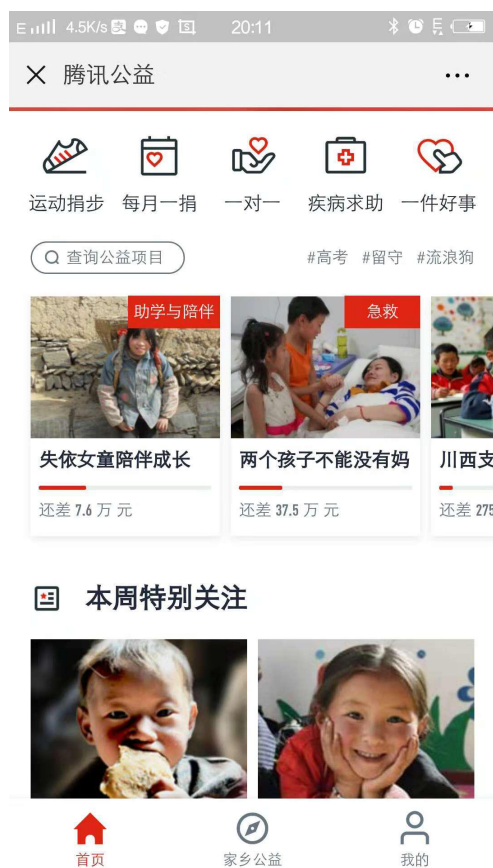 4.5K/s 20:11
腾讯公益
运动捐步 每月一捐 一对一 疾病求助 一件好事
查询公益项目 #高考 #留守 #流浪狗
助学与陪伴 急救
失依女童陪伴成长 两个孩子不能没有妈 川西支
还差 7.6 万 元 还差 37.5 万 元 还差 275
本周特别关注
首页 家乡公益 我的